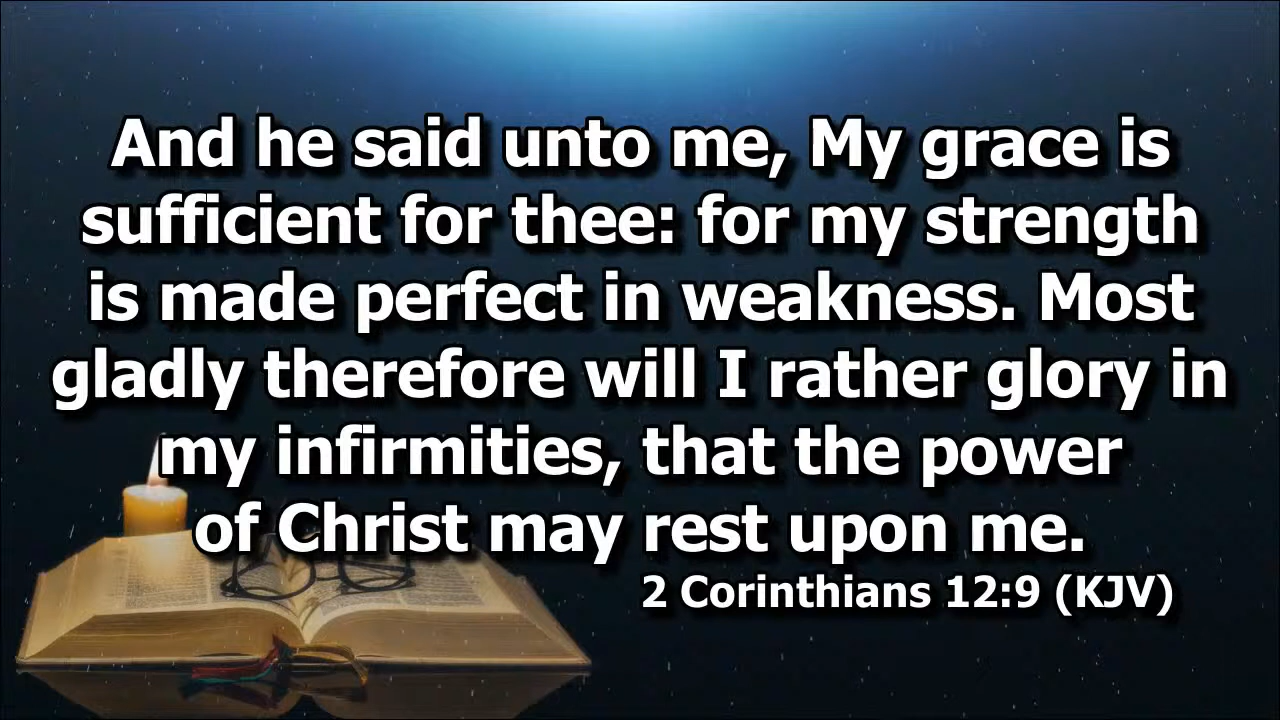 And he said unto me, My grace is
sufficient for thee: for my strength
is made perfect in weakness. Most
gladly therefore will I rather glory in
my infirmities, that the power
of Christ may rest upon me.
2 Corinthians 12:9 (KJV)